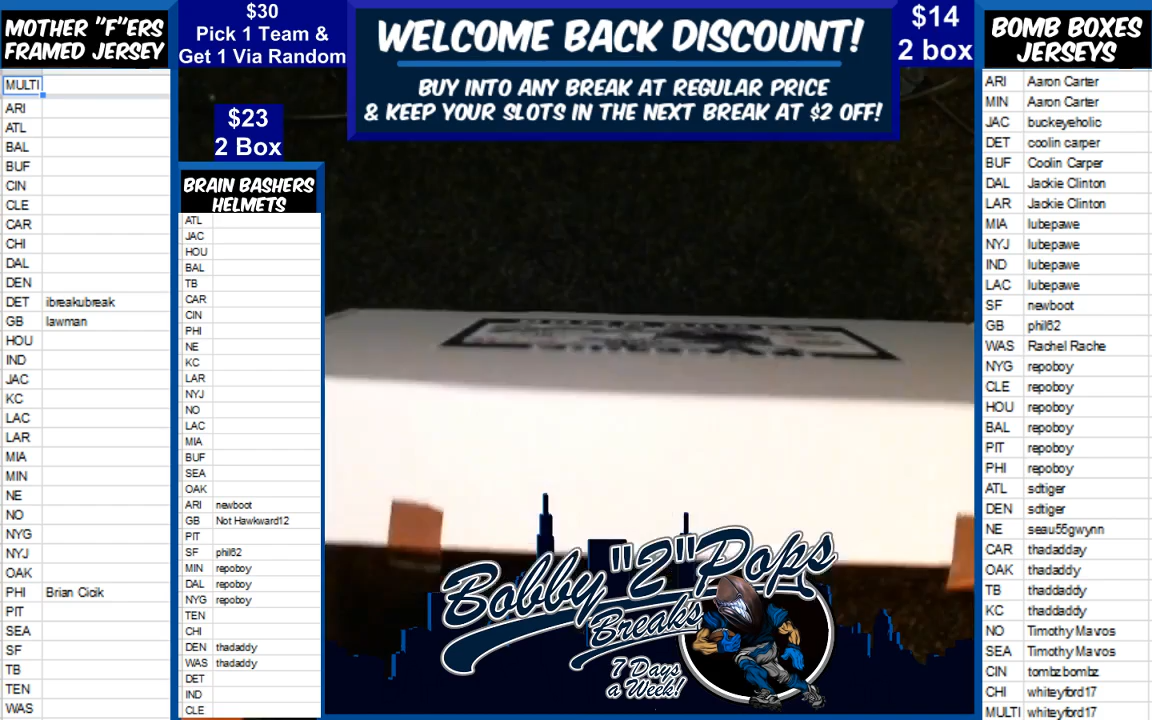 MOTHER "F"ERS
FRAMED JERSEY
MULTI
ARI
ATL
BAL
BUF
CIN
CLE
CAR
CHI
DAL
DEN
DET ibreakubreak
GB lawman
HOU
IND
JAC
KC
LAC
LAR
MIA
MIN
NE
NO
NYG
NYJ
OAK
PHI Brian Cicik
PIT
SEA
SF
TB
TEN
WAS
$30
Pick 1 Team &
Get 1 Via Random
$23
2 Box
BRAIN BASHERS
HELMETS
ATL
JAC
HOU
BAL
TB
CAR
CIN
PHI
NE
KC
LAR
NYJ
NO
LAC
MIA
BUF
SEA
OAK
ARI newboot
GB Not Hawkward12
PIT
SF phil62
MIN repoboy
DAL repoboy
NYG repoboy
TEN
CHI
DEN thadaddy
WAS thadaddy
DET
IND
CLE
WELCOME BACK DISCOUNT!
BUY INTO ANY BREAK AT REGULAR PRICE
& KEEP YOUR SLOTS IN THE NEXT BREAK AT $2 OFF!
Bobby "2" Pops
Breaks
7 Days
a Week!
$14
2 box
BOMB BOXES
JERSEYS
ARI Aaron Carter
MIN Aaron Carter
JAC buckeyeholic
DET coolin carper
BUF Coolin Carper
DAL Jackie Clinton
LAR Jackie Clinton
MIA lubepawe
NYJ lubepawe
IND lubepawe
LAC lubepawe
SF newboot
GB phil62
WAS Rachel Rache
NYG repoboy
CLE repoboy
HOU repoboy
BAL repoboy
PIT repoboy
PHI repoboy
ATL sdtiger
DEN sdtiger
NE seau55gwynn
CAR thadadday
OAK thadaddy
TB thaddaddy
KC thaddaddy
NO Timothy Mavros
SEA Timothy Mavros
CIN tombzbombz
CHI whiteyford17
MULTI whiteyford17